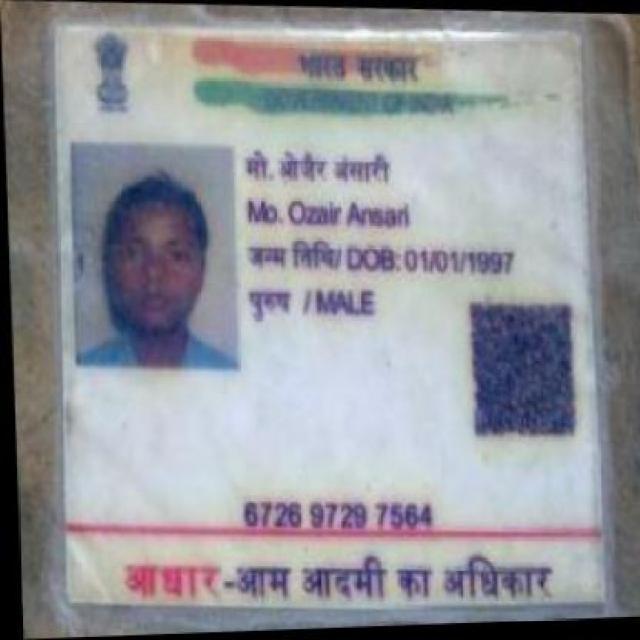 भारत सरकार
GOVERNMENT OF INDIA
मो. ओजैर अंसारी
Mo. Ozair Ansari
जन्म तिथि/ DOB: 01/01/1997
पुरुष / MALE
6726 9729 7564
आधार-आम आदमी का अधिकार